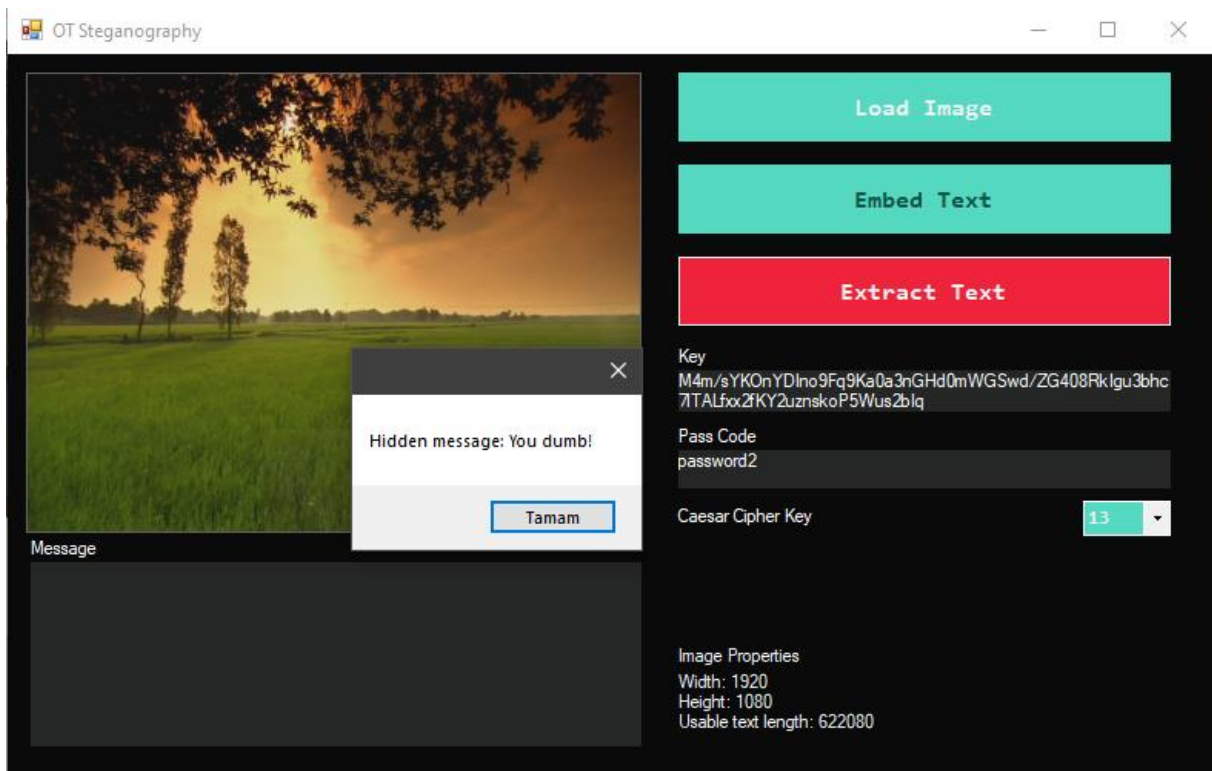 OT Steganography
Load Image
Embed Text
Extract Text
Key
M4m/sYKOnYDlno9Fq9Ka0a3nGHd0mWGSwd/ZG408RkIgu3bhc
7lTALfxx2fKY2uznskoP5Wus2blq
Pass Code
password2
Caesar Cipher Key
13
Hidden message: You dumb!
Tamam
Message
Image Properties
Width: 1920
Height: 1080
Usable text length: 622080